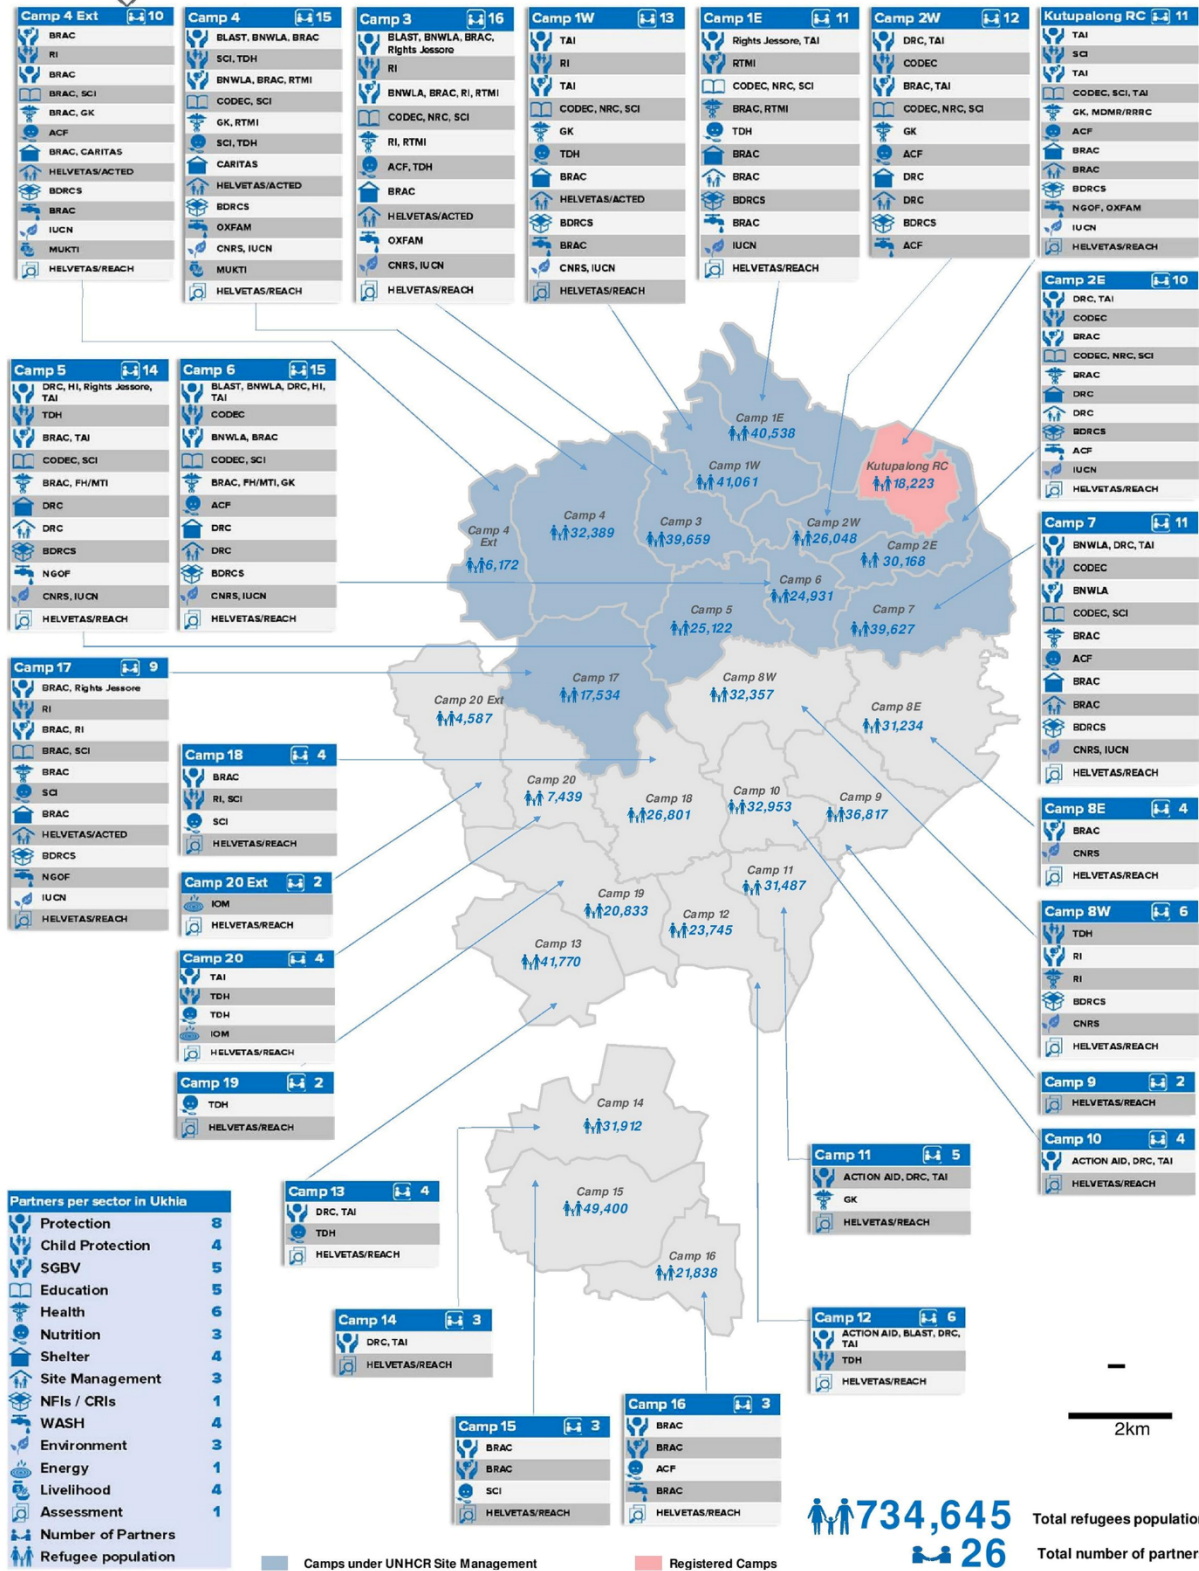 Camp 4 Ext 10
BRAC
RI
BRAC
BRAC, SCI
BRAC, GK
ACF
BRAC, CARITAS
HELVETAS/ACTED
BDRCS
BRAC
IUCN
MUKTI
HELVETAS/REACH
Camp 4 15
BLAST, BNWLA, BRAC
SCI, TDH
BNWLA, BRAC, RTMI
CODEC, SCI
GK, RTMI
SCI, TDH
CARITAS
HELVETAS/ACTED
BDRCS
OXFAM
CNRS, IUCN
MUKTI
HELVETAS/REACH
Camp 3 16
BLAST, BNWLA, BRAC,
Rights Jessore
RI
BNWLA, BRAC, RI, RTMI
CODEC, NRC, SCI
RI, RTMI
ACF, TDH
BRAC
HELVETAS/ACTED
OXFAM
CNRS, IUCN
HELVETAS/REACH
Camp 1W 13
TAI
RI
TAI
CODEC, NRC, SCI
GK
TDH
BRAC
HELVETAS/ACTED
BDRCS
BRAC
CNRS, IUCN
HELVETAS/REACH
Camp 1E 11
Rights Jessore, TAI
RTMI
CODEC, NRC, SCI
BRAC, RTMI
TDH
BRAC
BRAC
BDRCS
BRAC
IUCN
HELVETAS/REACH
Camp 2W 12
DRC, TAI
CODEC
BRAC, TAI
CODEC, NRC, SCI
GK
ACF
DRC
DRC
BDRCS
ACF
Kutupalong RC 11
TAI
SCI
TAI
CODEC, SCI, TAI
GK, MDMR/RRRC
ACF
BRAC
BRAC
BDRCS
NGOF, OXFAM
IUCN
HELVETAS/REACH
Camp 2E 10
DRC, TAI
CODEC
BRAC
CODEC, NRC, SCI
BRAC
DRC
DRC
BDRCS
ACF
IUCN
HELVETAS/REACH
Camp 5 14
DRC, HI, Rights Jessore,
TAI
TDH
BRAC, TAI
CODEC, SCI
BRAC, FH/MTI
DRC
DRC
BDRCS
NGOF
CNRS, IUCN
HELVETAS/REACH
Camp 6 15
BLAST, BNWLA, DRC, HI,
TAI
CODEC
BNWLA, BRAC
CODEC, SCI
BRAC, FH/MTI, GK
ACF
DRC
DRC
BDRCS
CNRS, IUCN
HELVETAS/REACH
Camp 7 11
BNWLA, DRC, TAI
CODEC
BNWLA
CODEC, SCI
BRAC
ACF
BRAC
BRAC
BDRCS
CNRS, IUCN
HELVETAS/REACH
Camp 17 9
BRAC, Rights Jessore
RI
BRAC, RI
BRAC, SCI
BRAC
SCI
BRAC
HELVETAS/ACTED
BDRCS
NGOF
IUCN
HELVETAS/REACH
Camp 18 4
BRAC
RI, SCI
SCI
HELVETAS/REACH
Camp 20 Ext 2
IOM
HELVETAS/REACH
Camp 20 4
TAI
TDH
TDH
IOM
HELVETAS/REACH
Camp 19 2
TDH
HELVETAS/REACH
Camp 8E 4
BRAC
CNRS
HELVETAS/REACH
Camp 8W 6
TDH
RI
RI
BDRCS
CNRS
HELVETAS/REACH
Camp 9 2
HELVETAS/REACH
Camp 10 4
ACTION AID, DRC, TAI
HELVETAS/REACH
Camp 11 5
ACTION AID, DRC, TAI
GK
HELVETAS/REACH
Camp 13 4
DRC, TAI
TDH
HELVETAS/REACH
Camp 14 3
DRC, TAI
HELVETAS/REACH
Camp 12 6
ACTION AID, BLAST, DRC,
TAI
TDH
HELVETAS/REACH
Camp 15 3
BRAC
BRAC
SCI
HELVETAS/REACH
Camp 16 3
BRAC
BRAC
ACF
BRAC
HELVETAS/REACH
Camp 1E
40,538
Camp 1W
41,061
Kutupalong RC
18,223
Camp 4
Ext
6,172
Camp 4
32,389
Camp 3
39,659
Camp 2W
26,048
Camp 2E
30,168
Camp 6
24,931
Camp 5
25,122
Camp 7
39,627
Camp 17
17,534
Camp 8W
32,357
Camp 20 Ext
4,587
Camp 8E
31,234
Camp 20
7,439
Camp 18
26,801
Camp 10
32,953
Camp 9
36,817
Camp 11
31,487
Camp 19
20,833
Camp 12
23,745
Camp 13
41,770
Camp 14
31,912
Camp 15
49,400
Camp 16
21,838
Partners per sector in Ukhia
Protection 8
Child Protection 4
SGBV 5
Education 5
Health 6
Nutrition 3
Shelter 4
Site Management 3
NFIs / CRIs 1
WASH 4
Environment 3
Energy 1
Livelihood 4
Assessment 1
Number of Partners
Refugee population
2km
734,645 Total refugees population
26 Total number of partner
Camps under UNHCR Site Management
Registered Camps